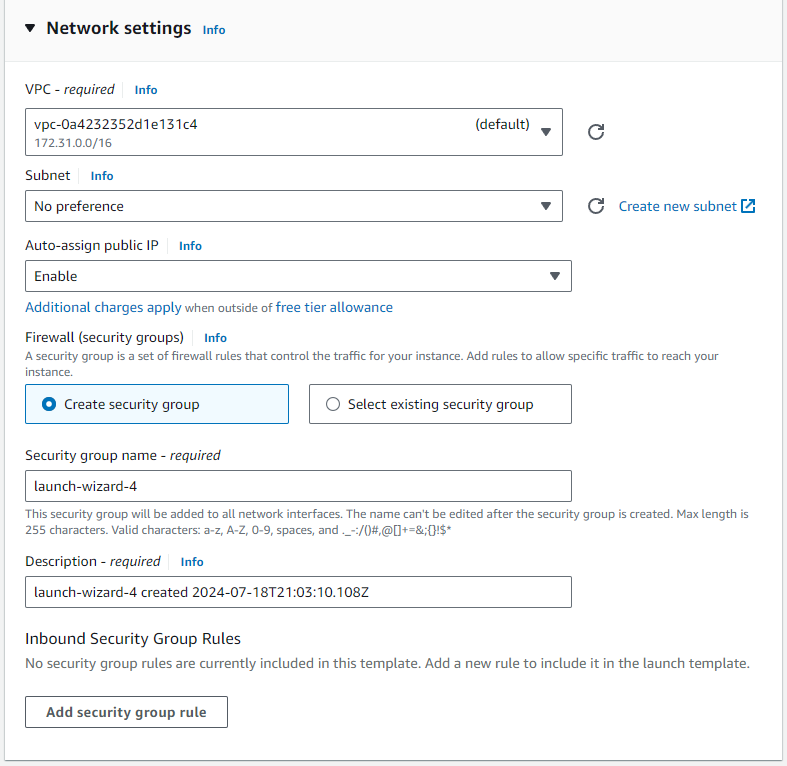 Network settings Info
VPC - required Info
vpc-0a4232352d1e131c4 (default)
172.31.0.0/16
Subnet Info
No preference
Create new subnet
Auto-assign public IP Info
Enable
Additional charges apply when outside of free tier allowance
Firewall (security groups) Info
A security group is a set of firewall rules that control the traffic for your instance. Add rules to allow specific traffic to reach your
instance.
Create security group
Select existing security group
Security group name - required
launch-wizard-4
This security group will be added to all network interfaces. The name can't be edited after the security group is created. Max length is
255 characters. Valid characters: a-z, A-Z, 0-9, spaces, and ._-:/()#,@[]+=&;{}!$*
Description - required Info
launch-wizard-4 created 2024-07-18T21:03:10.108Z
Inbound Security Group Rules
No security group rules are currently included in this template. Add a new rule to include it in the launch template.
Add security group rule